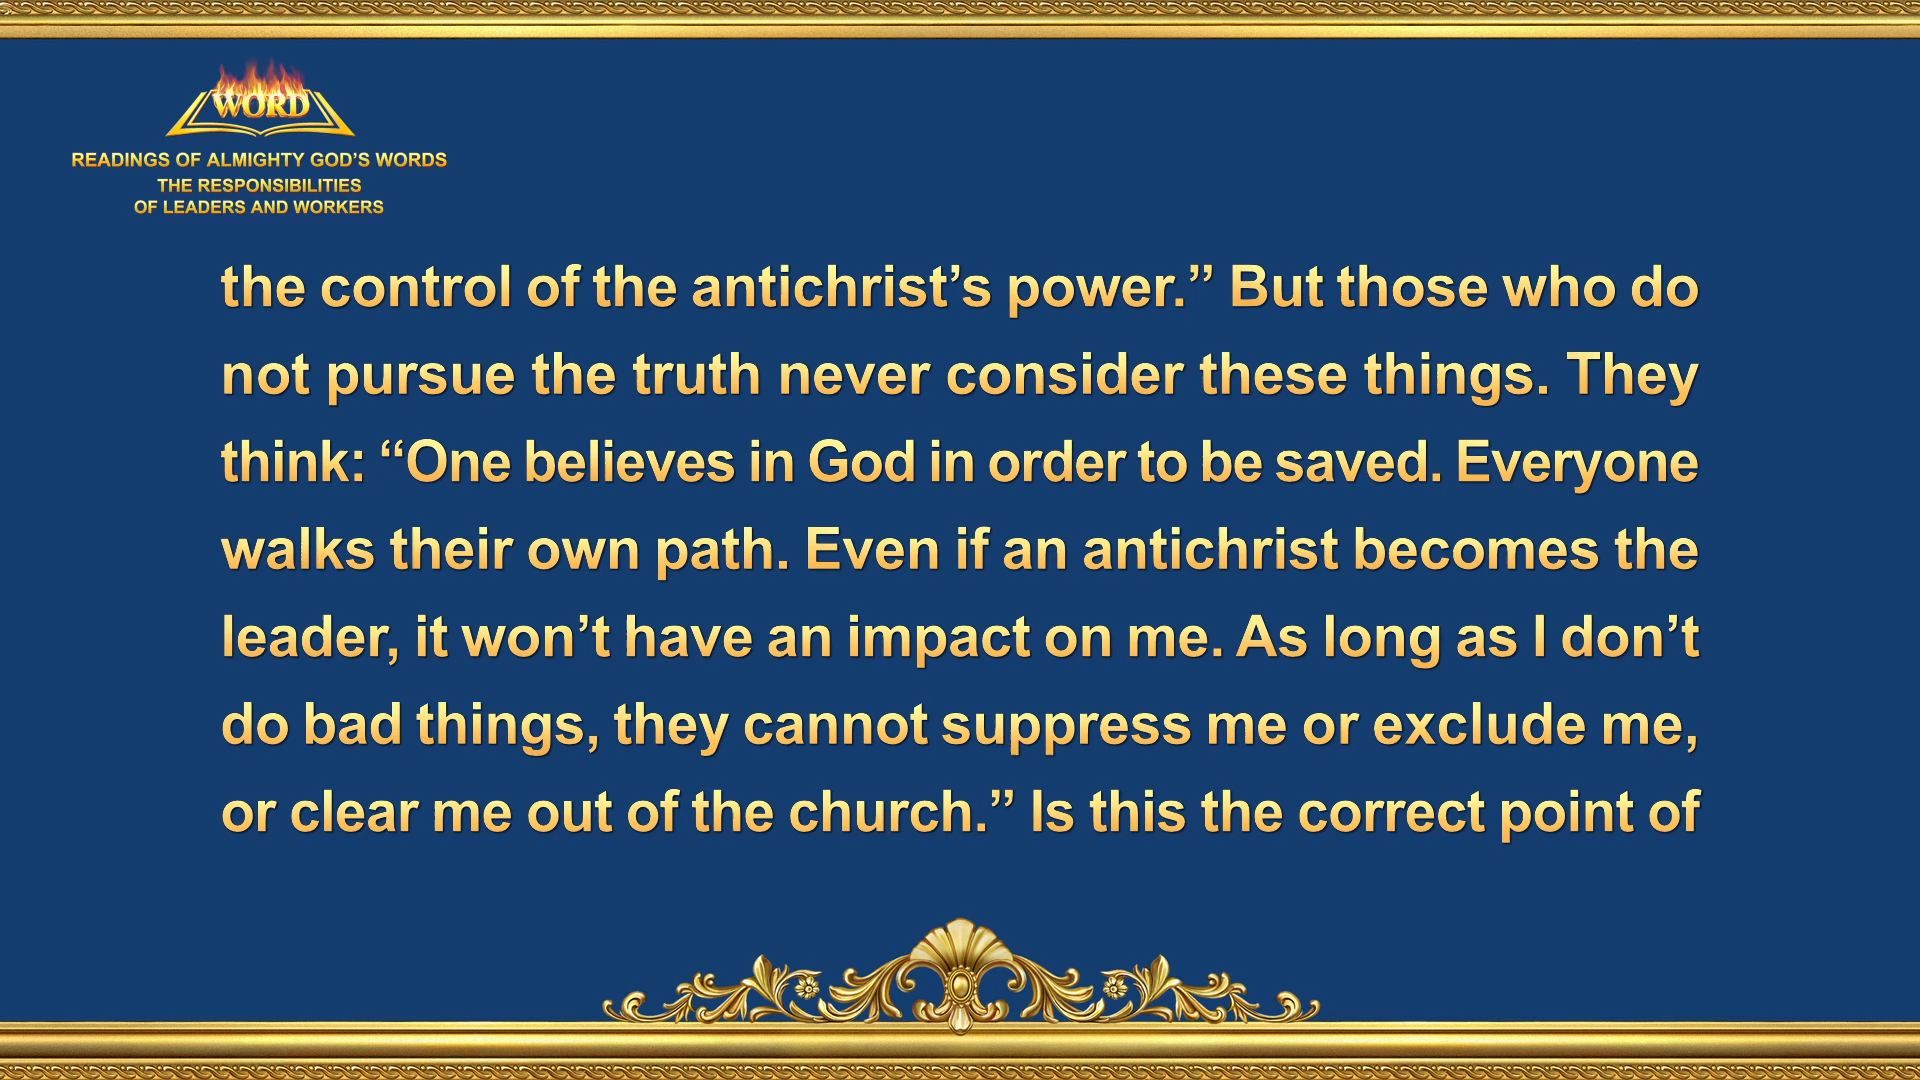 WORD
READINGS OF ALMIGHTY GOD’S WORDS
THE RESPONSIBILITIES
OF LEADERS AND WORKERS
the control of the antichrist’s power.” But those who do
not pursue the truth never consider these things. They
think: “One believes in God in order to be saved. Everyone
walks their own path. Even if an antichrist becomes the
leader, it won’t have an impact on me. As long as I don’t
do bad things, they cannot suppress me or exclude me,
or clear me out of the church.” Is this the correct point of